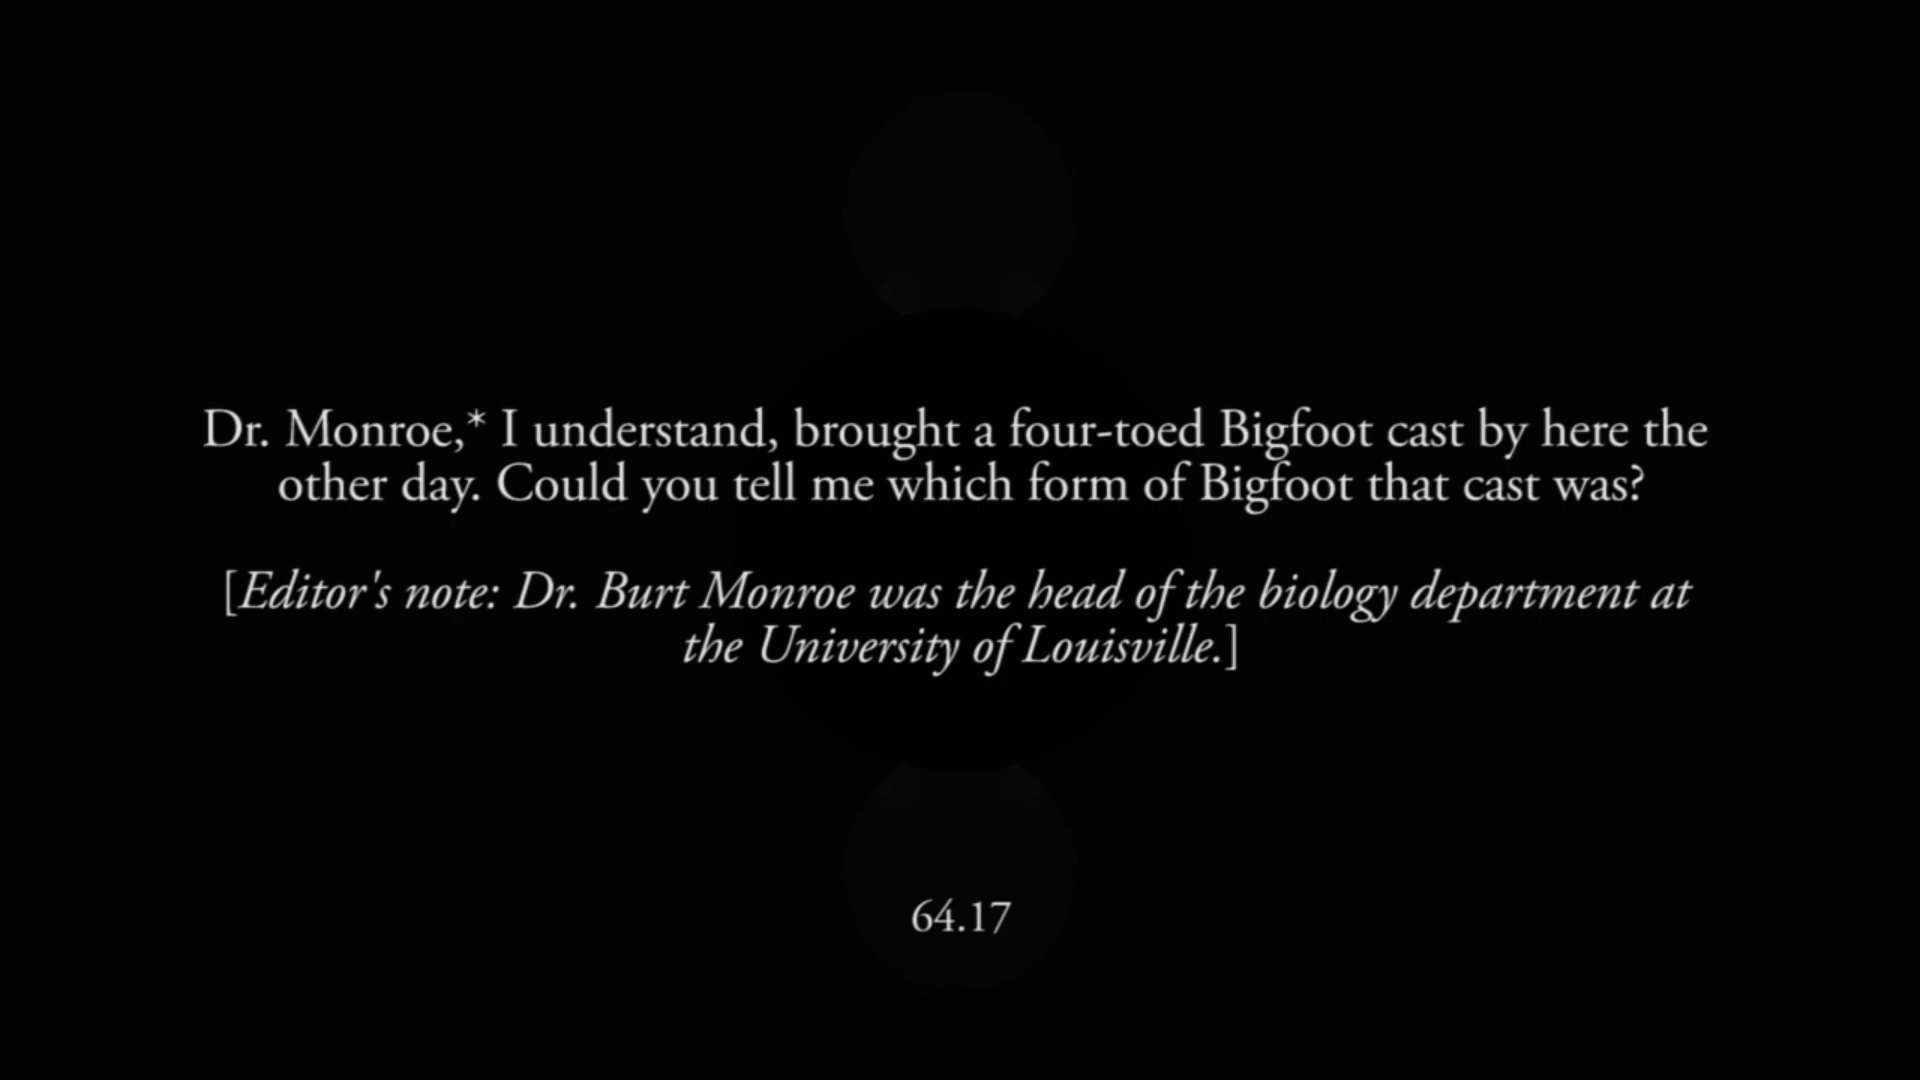 Dr. Monroe,* I understand, brought a four-toed Bigfoot cast by here the
other day. Could you tell me which form of Bigfoot that cast was?
[Editor's note: Dr. Burt Monroe was the head of the biology department at
the University of Louisville.]
64.17